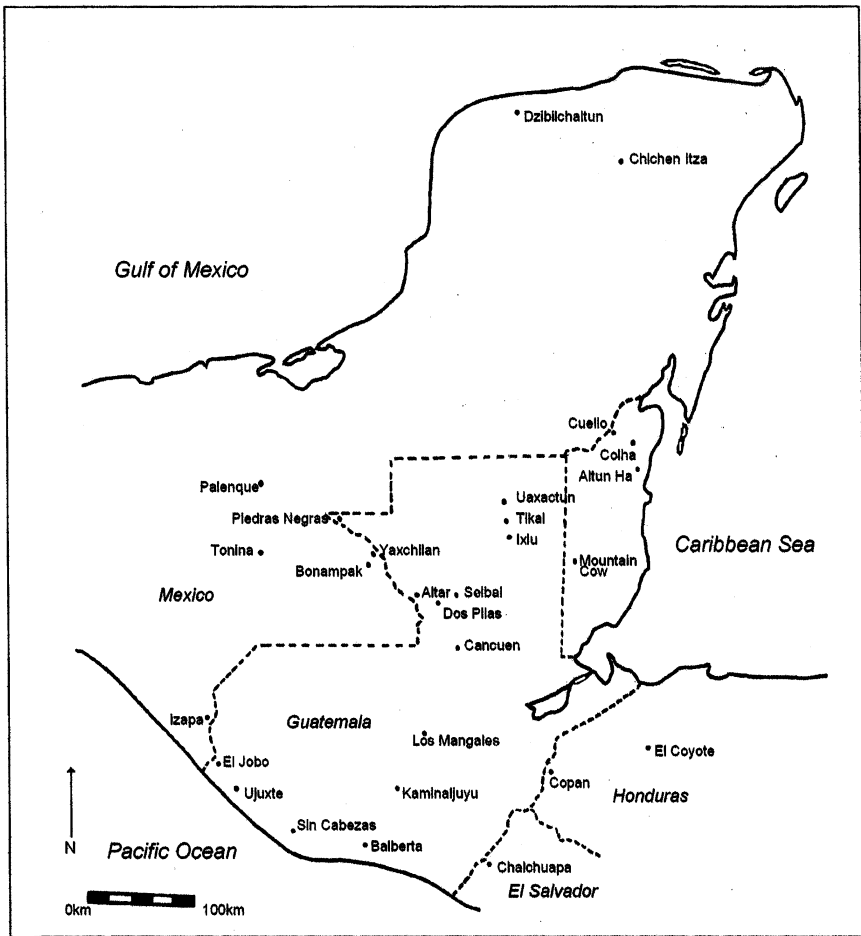 Dzibilchaltun
Chichen Itza
Gulf of Mexico
Cuello
Colha
Altun Ha
Palenque
Uaxactun
Piedras Negras
Tikal
Ixlu
Tonina
Yaxchilan
Caribbean Sea
Bonampak
Mountain
Cow
Mexico
Altar
Seibal
Dos Pilas
Cancuen
Izapa
Guatemala
Los Mangales
El Coyote
El Jobo
Copan
Ujuxte
Kaminaljuyu
Honduras
Sin Cabezas
N
Pacific Ocean
Balberta
Chalchuapa
El Salvador
0km
100km